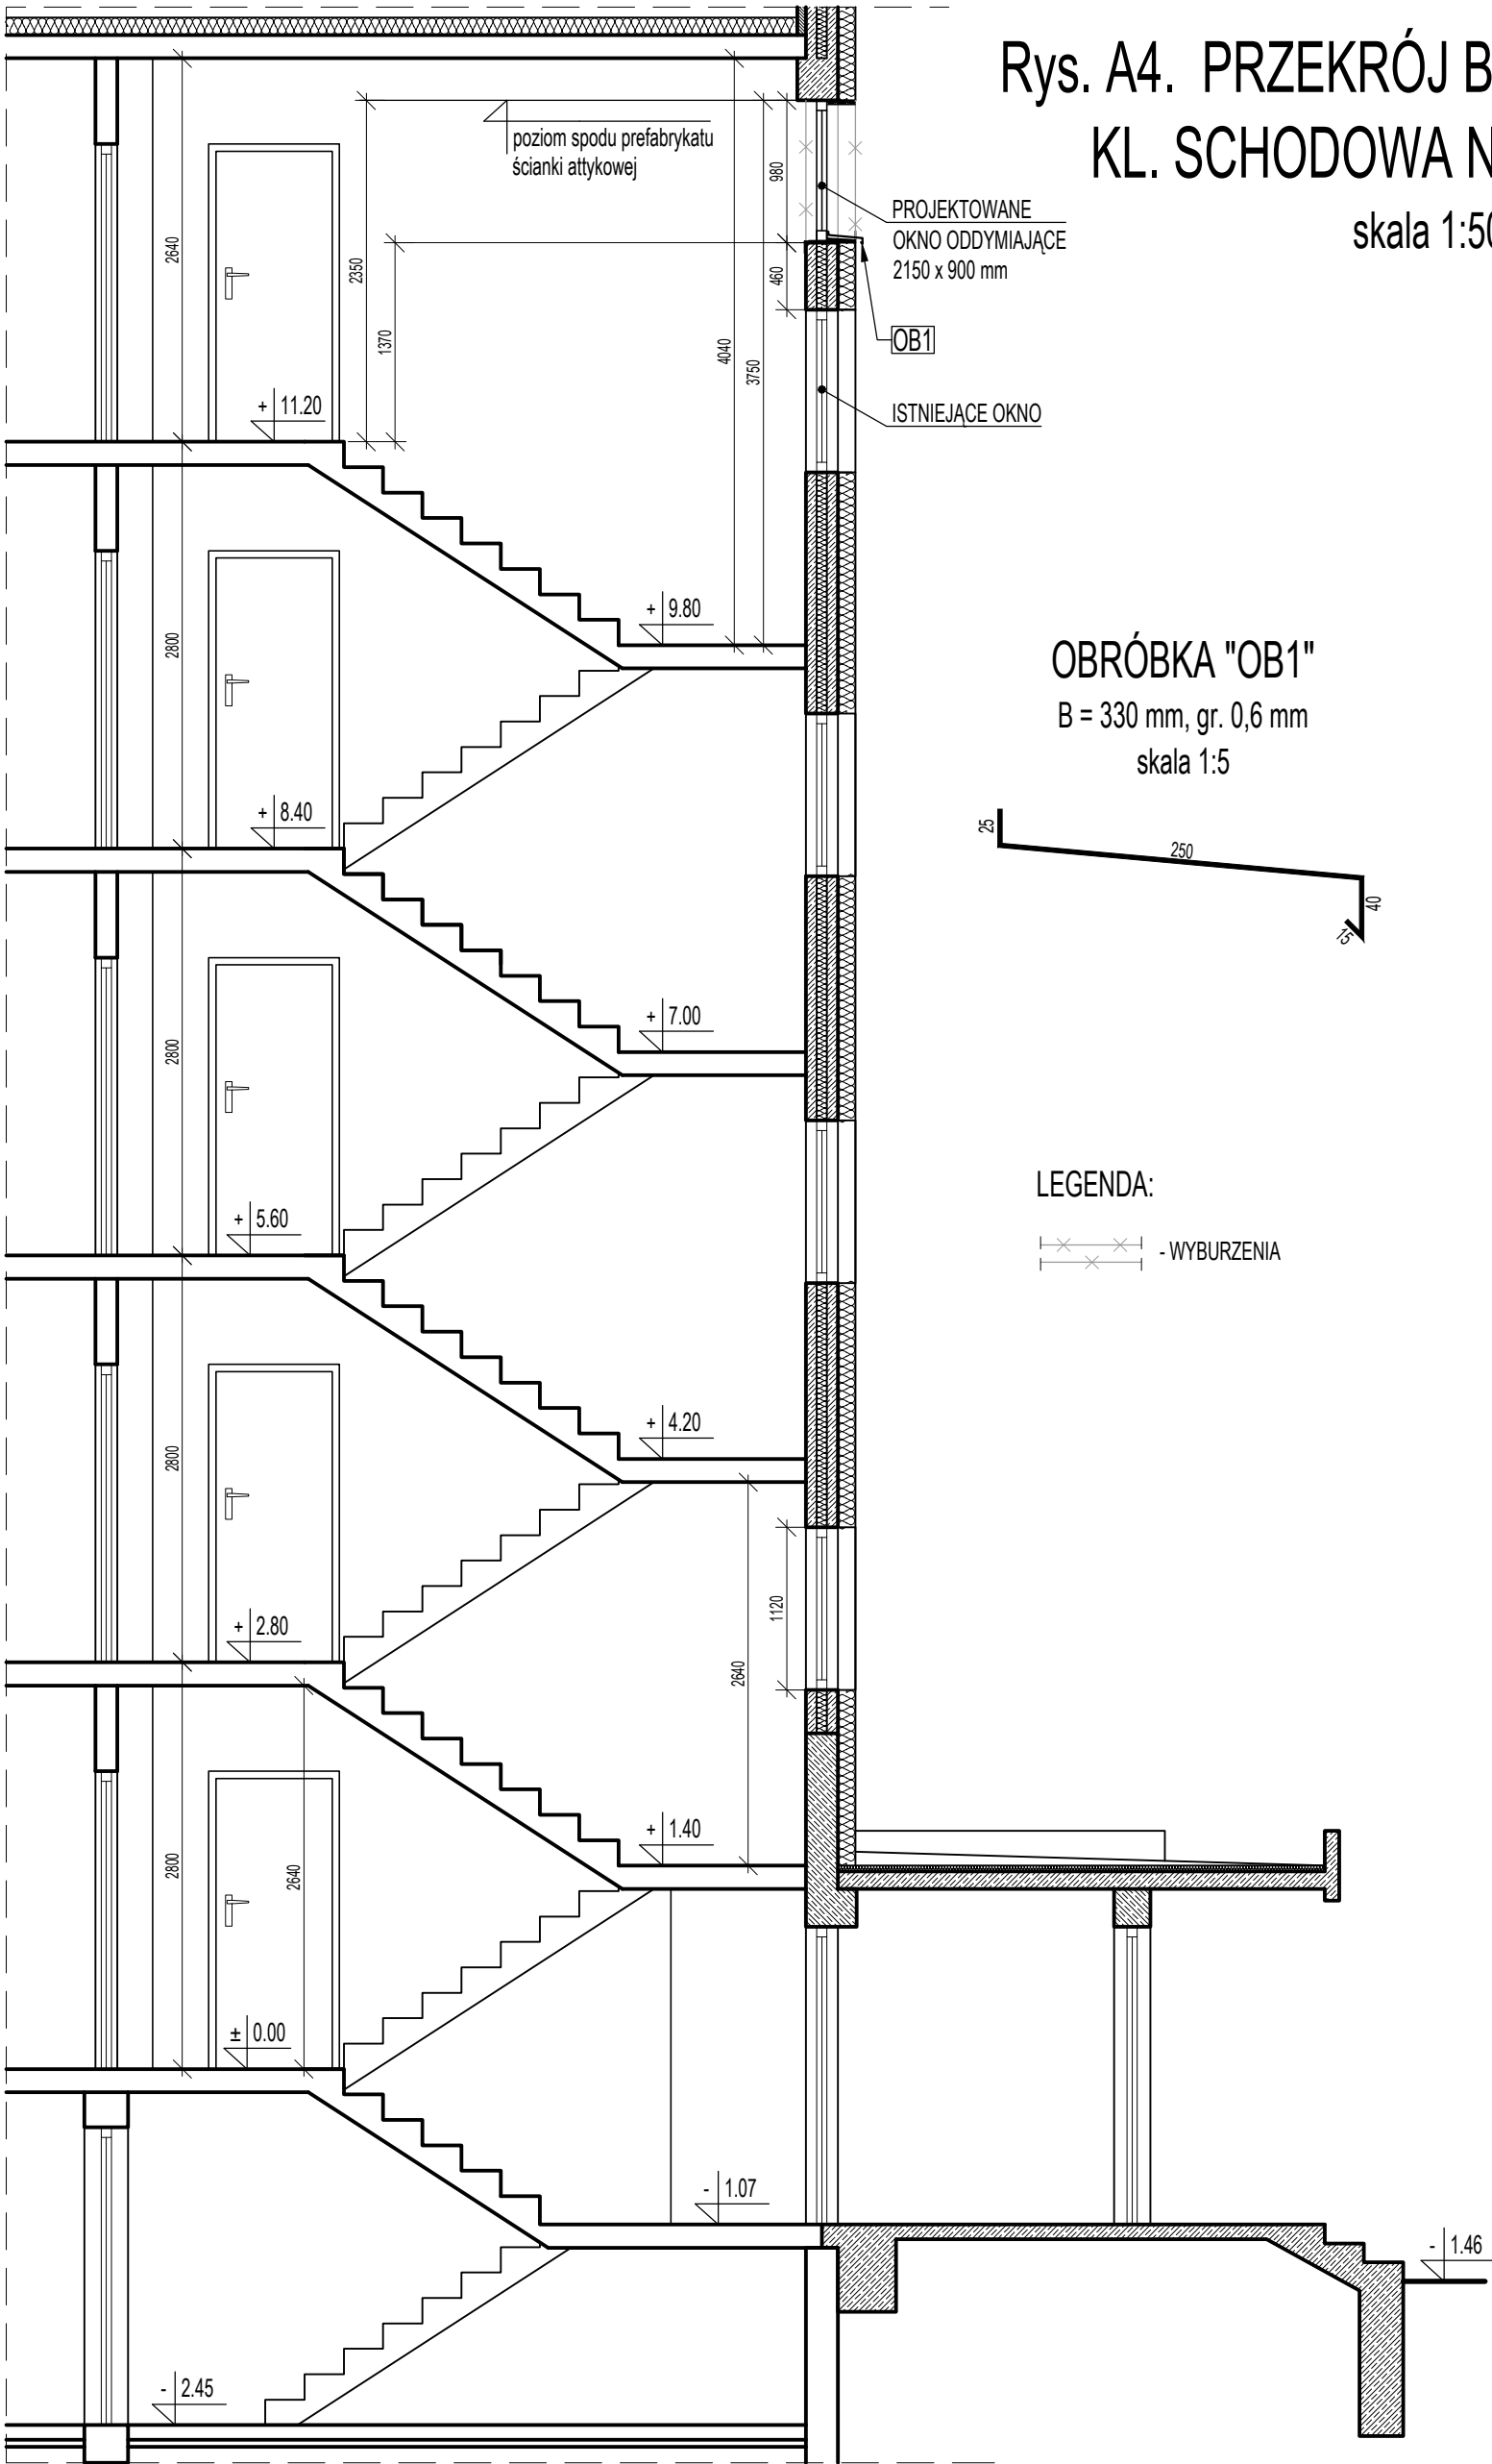 Rys. A4. PRZEKRÓJ B
KL. SCHODOWA N
skala 1:50
poziom spodu prefabrykatu
ścianki attykowej
980
PROJEKTOWANE
OKNO ODDYMIAJĄCE
2150 x 900 mm
2640
2350
460
1370
4040
3750
OB1
+ 11.20
ISTNIEJĄCE OKNO
+ 9.80
2800
OBRÓBKA "OB1"
B = 330 mm, gr. 0,6 mm
skala 1:5
+ 8.40
25
250
40
15
+ 7.00
2800
+ 5.60
LEGENDA:
- WYBURZENIA
+ 4.20
2800
1120
+ 2.80
2640
+ 1.40
2800
2640
± 0.00
- 1.07
- 1.46
- 2.45